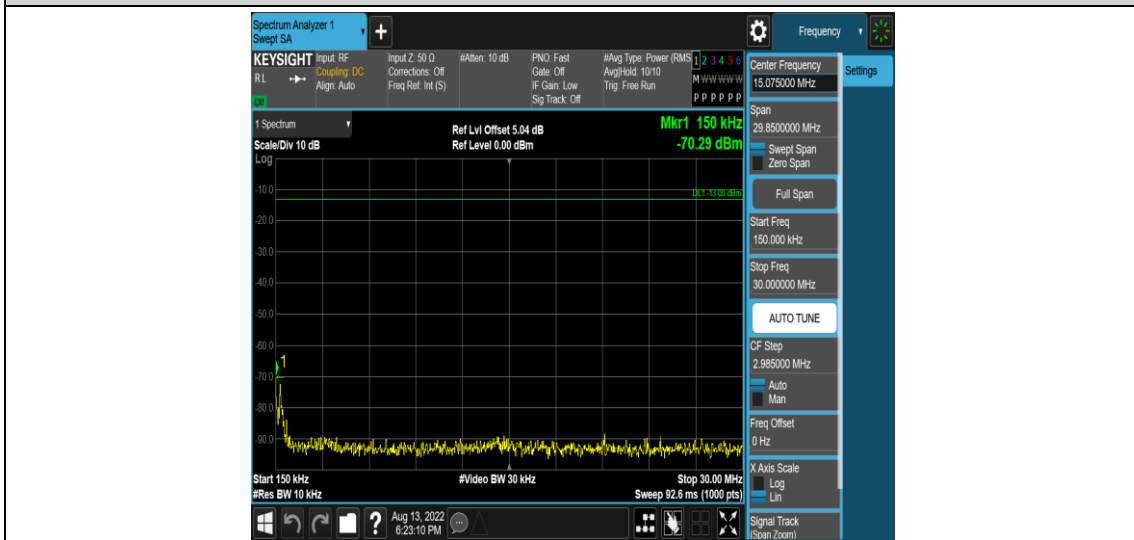 Spectrum Analyzer 1
Swept SA
+
Frequency
KEYSIGHT
RL
LXI
Input: RF
Coupling: DC
Align: Auto
Input Z: 50 Ω
Corrections: Off
Freq Ref: Int (S)
#Atten: 10 dB
PNO: Fast
Gate: Off
IF Gain: Low
Sig Track: Off
#Avg Type: Power (RMS
Avg|Hold: 10/10
Trig: Free Run
1 2 3 4 5 6
M W W W W W
P P P P P P
1 Spectrum
Scale/Div 10 dB
Log
Ref Lvl Offset 5.04 dB
Ref Level 0.00 dBm
Mkr1 150 kHz
-70.29 dBm
DL1 -13.00 dBm
-10.0
-20.0
-30.0
-40.0
-50.0
-60.0
1
-70.0
-80.0
-90.0
Start 150 kHz
#Res BW 10 kHz
#Video BW 30 kHz
Stop 30.00 MHz
Sweep 92.6 ms (1000 pts)
?
Aug 13, 2022
6:23:10 PM
Center Frequency
15.075000 MHz
Settings
Span
29.8500000 MHz
Swept Span
Zero Span
Full Span
Start Freq
150.000 kHz
Stop Freq
30.000000 MHz
AUTO TUNE
CF Step
2.985000 MHz
Auto
Man
Freq Offset
0 Hz
X Axis Scale
Log
Lin
Signal Track
(Span Zoom)